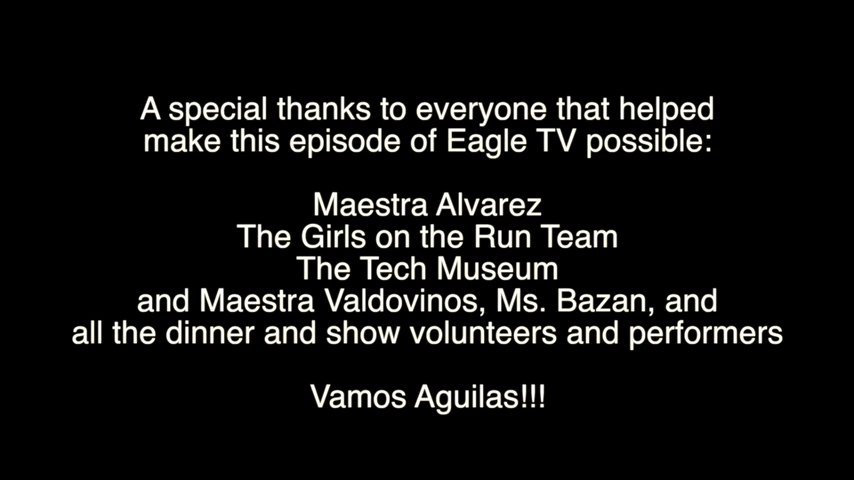 A special thanks to everyone that helped
make this episode of Eagle TV possible:
Maestra Alvarez
The Girls on the Run Team
The Tech Museum
and Maestra Valdovinos, Ms. Bazan, and
all the dinner and show volunteers and performers
Vamos Aguilas!!!